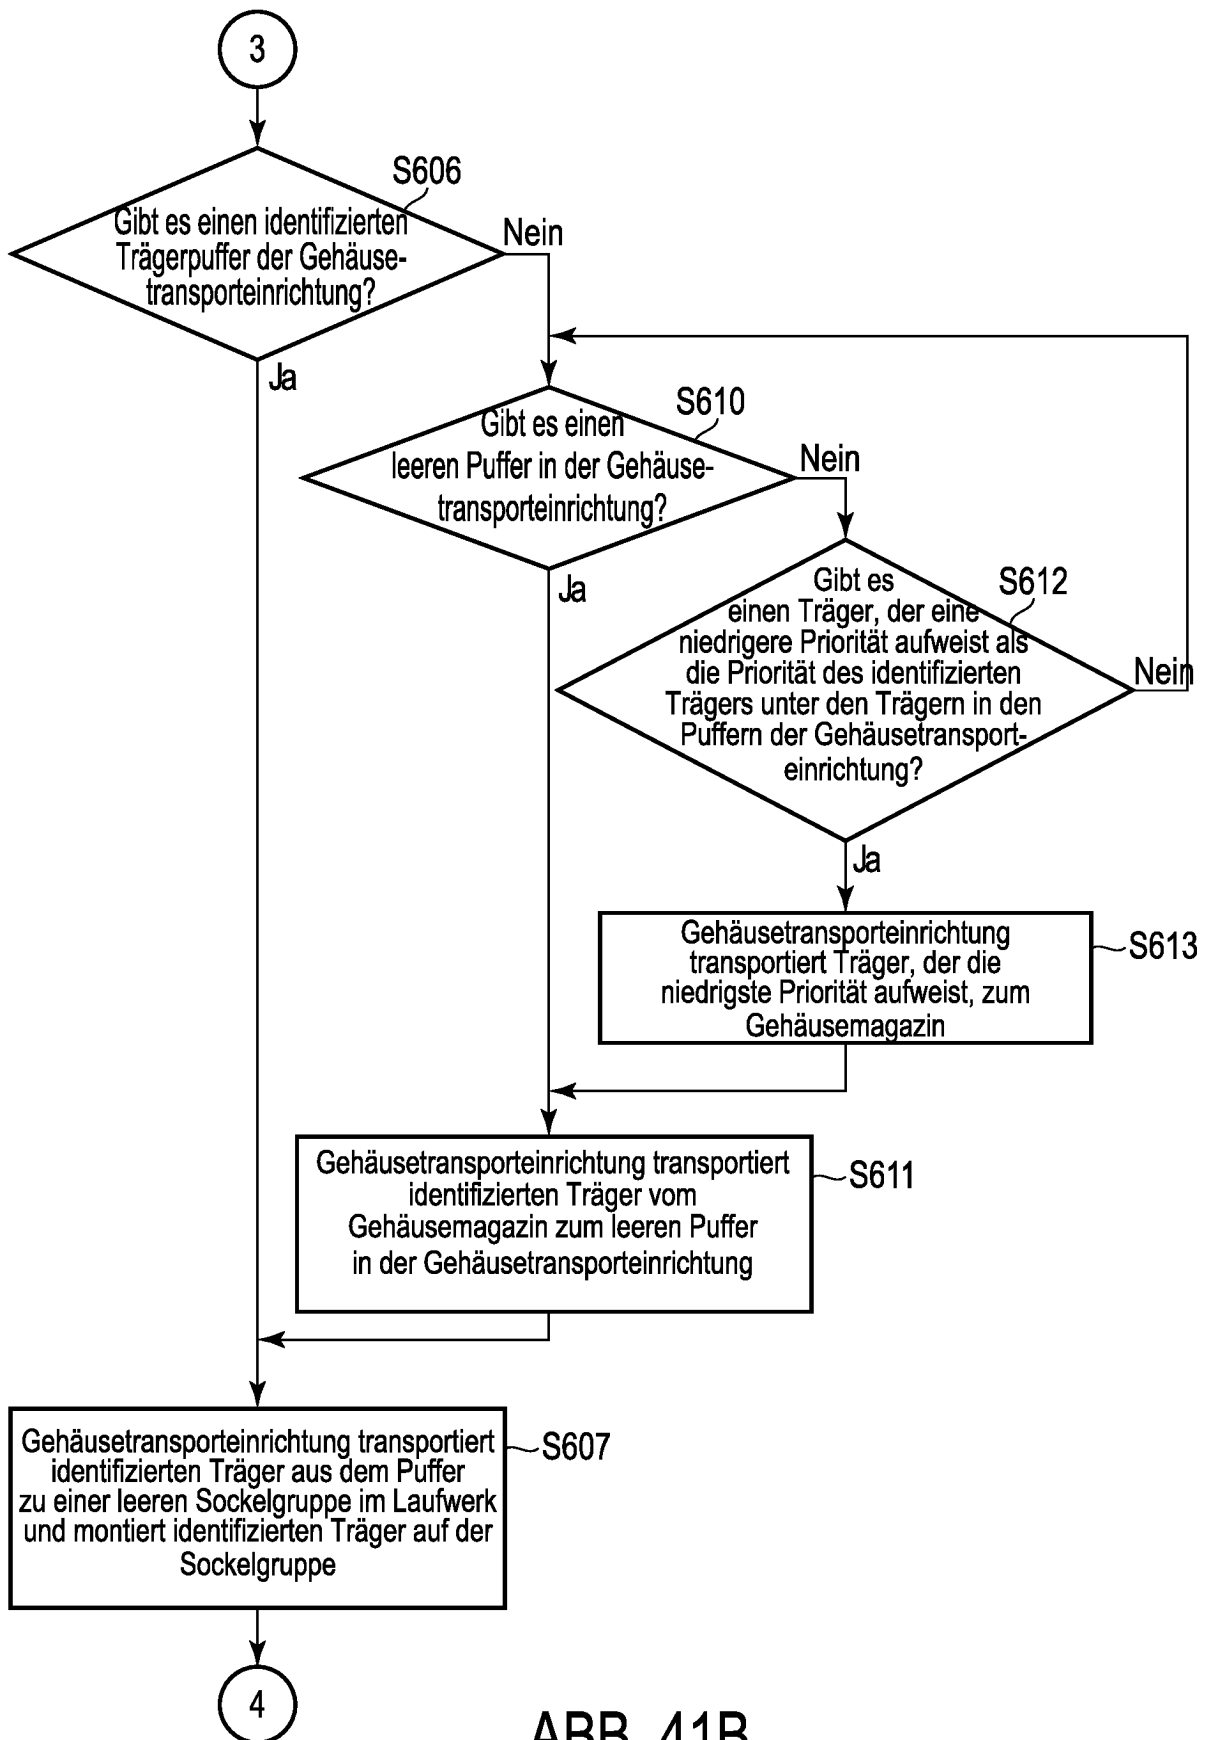 3
S606
Gibt es einen identifizierten
Trägerpuffer der Gehäuse-
transporteinrichtung?
Nein
Ja
S610
Gibt es einen
leeren Puffer in der Gehäuse-
transporteinrichtung?
Nein
Ja
S612
Gibt es
einen Träger, der eine
niedrigere Priorität aufweist als
die Priorität des identifizierten
Trägers unter den Trägern in den
Puffern der Gehäusetransport-
einrichtung?
Nein
Ja
Gehäusetransporteinrichtung
transportiert Träger, der die
niedrigste Priorität aufweist, zum
Gehäusemagazin
S613
Gehäusetransporteinrichtung transportiert
identifizierten Träger vom
Gehäusemagazin zum leeren Puffer
in der Gehäusetransporteinrichtung
S611
Gehäusetransporteinrichtung transportiert
identifizierten Träger aus dem Puffer
zu einer leeren Sockelgruppe im Laufwerk
und montiert identifizierten Träger auf der
Sockelgruppe
S607
4
ABB. 41B